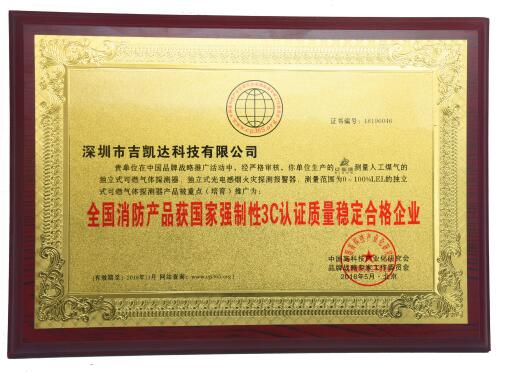 证书编号:18196046
深圳市吉凯达科技有限公司
贵单位在中国品牌战略推广活动中,经严格审核,你单位生产的 测量人工煤气的
独立式可燃气体探测器、独立式光电感烟火灾探测报警器、测量范围为0~100%LEL的独立
式可燃气体探测器产品被重点(培育)推广为:
全国消防产品获国家强制性3C认证质量稳定合格企业
中国高科技产业化研究会
品牌战略专家工作委员会
2016年5月·北京